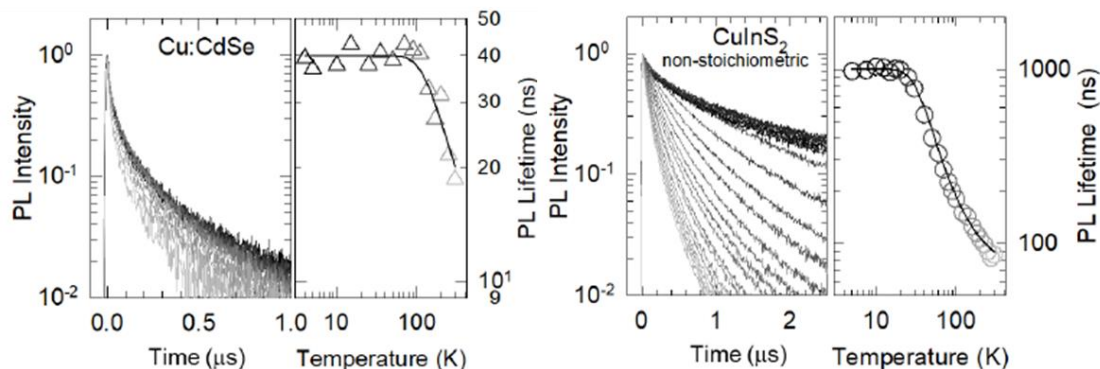 Cu:CdSe
PL Intensity
10⁰
10⁻¹
10⁻²
0.0 0.5 1.0
Time (μs)
10 100
Temperature (K)
50
40
30
20
10¹
9
PL Lifetime (ns)
CuInS₂
non-stoichiometric
PL Intensity
10⁰
10⁻¹
10⁻²
0 1 2
Time (μs)
10 100
Temperature (K)
1000
100
PL Lifetime (ns)